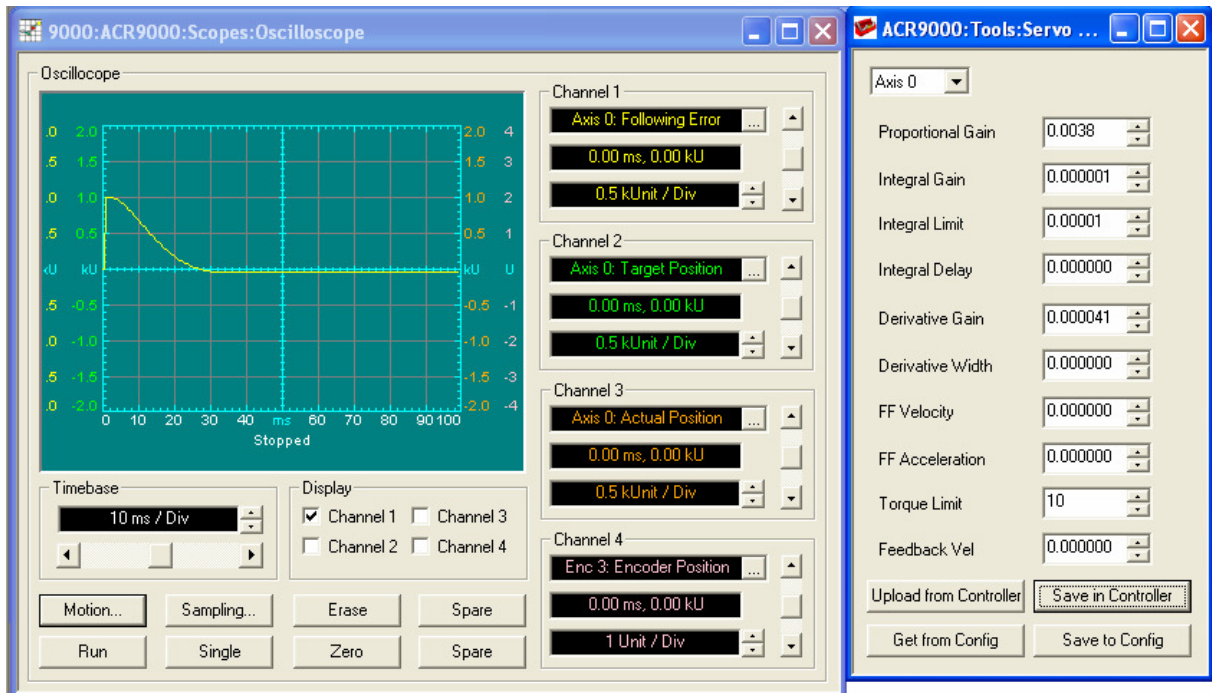 9000:ACR9000:Scopes:Oscilloscope
Oscillocope
.0 2.0 2.0 4
.5 1.5 1.5 3
.0 1.0 1.0 2
.5 0.5 0.5 1
kU kU kU U
.5 -0.5 -0.5 -1
.0 -1.0 -1.0 -2
.5 -1.5 -1.5 -3
.0 -2.0 -2.0 -4
0 10 20 30 40 ms 60 70 80 90 100
Stopped
Timebase
10 ms / Div
Display
Channel 1
Channel 3
Channel 2
Channel 4
Motion...
Sampling...
Erase
Spare
Run
Single
Zero
Spare
Channel 1
Axis 0: Following Error
...
0.00 ms, 0.00 kU
0.5 kUnit / Div
Channel 2
Axis 0: Target Position
...
0.00 ms, 0.00 kU
0.5 kUnit / Div
Channel 3
Axis 0: Actual Position
...
0.00 ms, 0.00 kU
0.5 kUnit / Div
Channel 4
Enc 3: Encoder Position
...
0.00 ms, 0.00 kU
1 Unit / Div
ACR9000:Tools:Servo ...
Axis 0
Proportional Gain 0.0038
Integral Gain 0.000001
Integral Limit 0.00001
Integral Delay 0.000000
Derivative Gain 0.000041
Derivative Width 0.000000
FF Velocity 0.000000
FF Acceleration 0.000000
Torque Limit 10
Feedback Vel 0.000000
Upload from Controller
Save in Controller
Get from Config
Save to Config